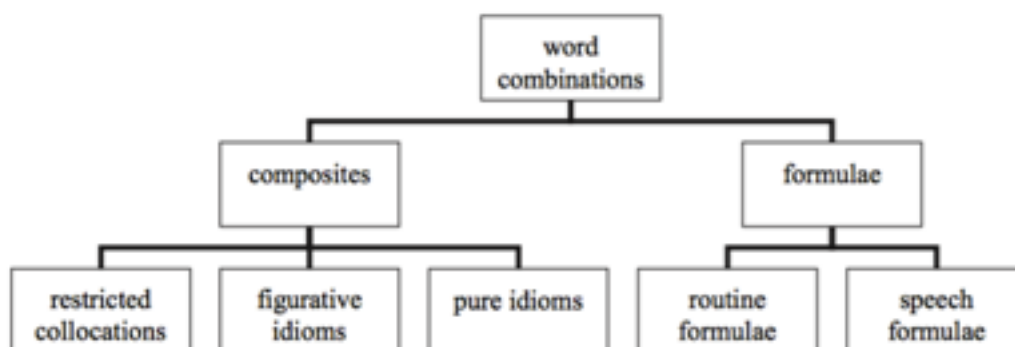 word
combinations
composites
formulae
restricted
collocations
figurative
idioms
pure idioms
routine
formulae
speech
formulae